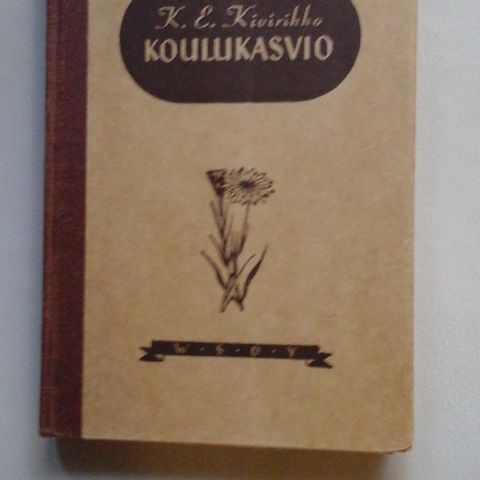 K. E. Kivirikko
KOULUKASVIO
W · S · O · Y